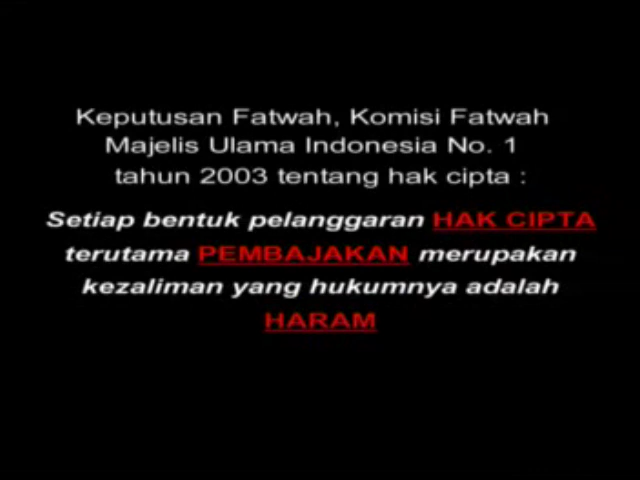 Keputusan Fatwah, Komisi Fatwah
Majelis Ulama Indonesia No. 1
tahun 2003 tentang hak cipta :
Setiap bentuk pelanggaran HAK CIPTA
terutama PEMBAJAKAN merupakan
kezaliman yang hukumnya adalah
HARAM